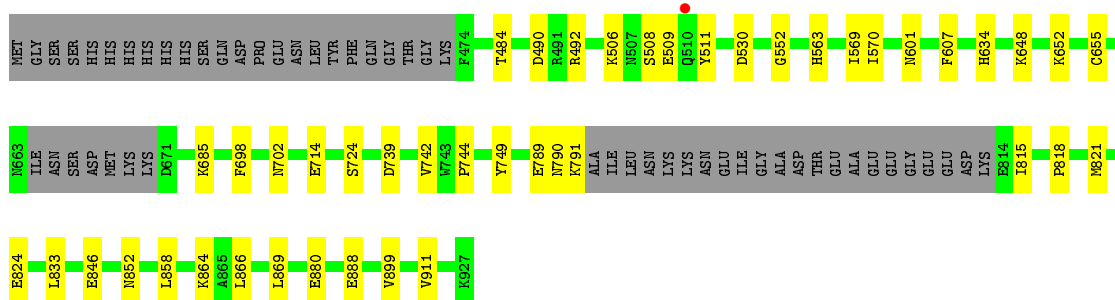 MET GLY SER SER HIS HIS HIS HIS HIS HIS SER GLN ASP PRO GLU ASN LEU TYR PHE GLN GLY THR GLY LYS F474 T484 D490 R491 R492 K506 N507 S508 E509 Q510 Y511 D530 G552 H563 I569 I570 N601 F607 H634 K648 K652 C655
N663 ILE ASN SER ASP MET LYS LYS D671 K685 F698 N702 E714 S724 D739 V742 W743 P744 Y749 E789 N790 K791 ALA ILE LEU ASN LYS LYS ASN GLU ILE GLY ALA ASP THR GLU ALA GLU GLU GLY GLU GLU ASP LYS E814 I815 P818 M821
E824 L833 E846 N852 L858 K864 A865 L866 L869 E880 E888 V899 V911 K927